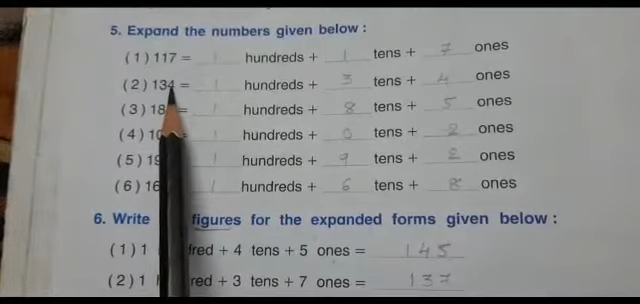 5. Expand the numbers given below :
(1) 117 = 1 hundreds + 1 tens + 7 ones
(2) 134 = 1 hundreds + 3 tens + 4 ones
(3) 18 = 1 hundreds + 8 tens + 5 ones
(4) 10 = 1 hundreds + 0 tens + 2 ones
(5) 19 = 1 hundreds + 9 tens + 2 ones
(6) 16 = 1 hundreds + 6 tens + 8 ones
6. Write figures for the expanded forms given below :
(1) 1 + 4 tens + 5 ones = 145
(2) 1 + 3 tens + 7 ones = 137